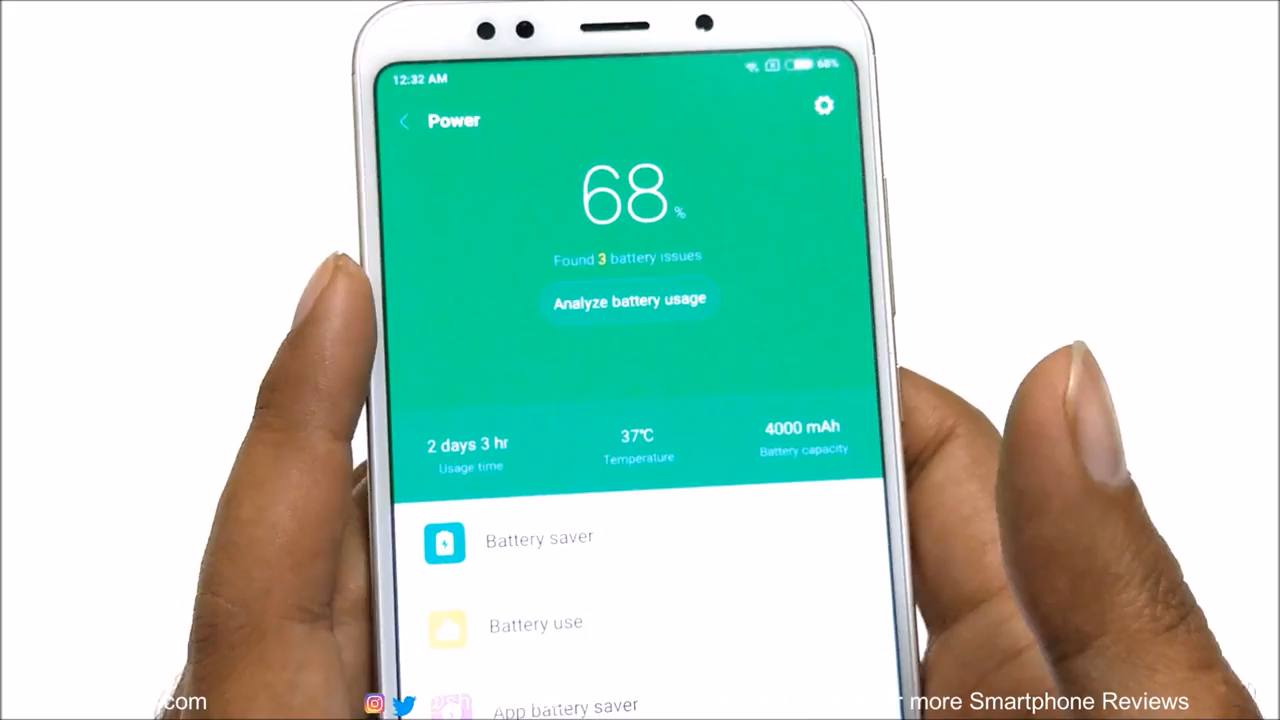 12:32 AM
68%
Power
68%
Found 3 battery issues
Analyze battery usage
2 days 3 hr
37℃
4000 mAh
Usage time
Temperature
Battery capacity
Battery saver
Battery use
App battery saver
.com
more Smartphone Reviews